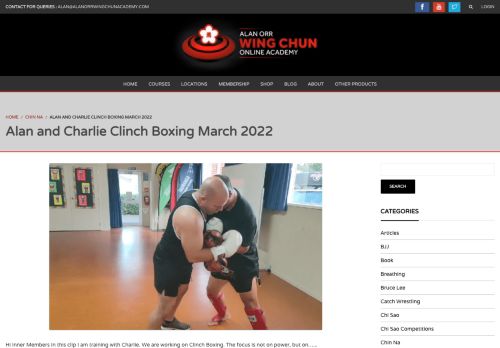 CONTACT FOR QUERIES : ALAN@ALANORRWINGCHUNACADEMY.COM
LOGIN
ALAN ORR
WING CHUN
ONLINE ACADEMY
HOME COURSES LOCATIONS MEMBERSHIP SHOP BLOG ABOUT OTHER PRODUCTS
HOME / CHIN NA / ALAN AND CHARLIE CLINCH BOXING MARCH 2022
Alan and Charlie Clinch Boxing March 2022
SEARCH
CATEGORIES
Articles
BJJ
Book
Breathing
Bruce Lee
Catch Wrestling
Chi Sao
Chi Sao Competitions
Chin Na
Hi Inner Members In this clip I am training with Charlie. We are working on Clinch Boxing. The focus is not on power, but on......